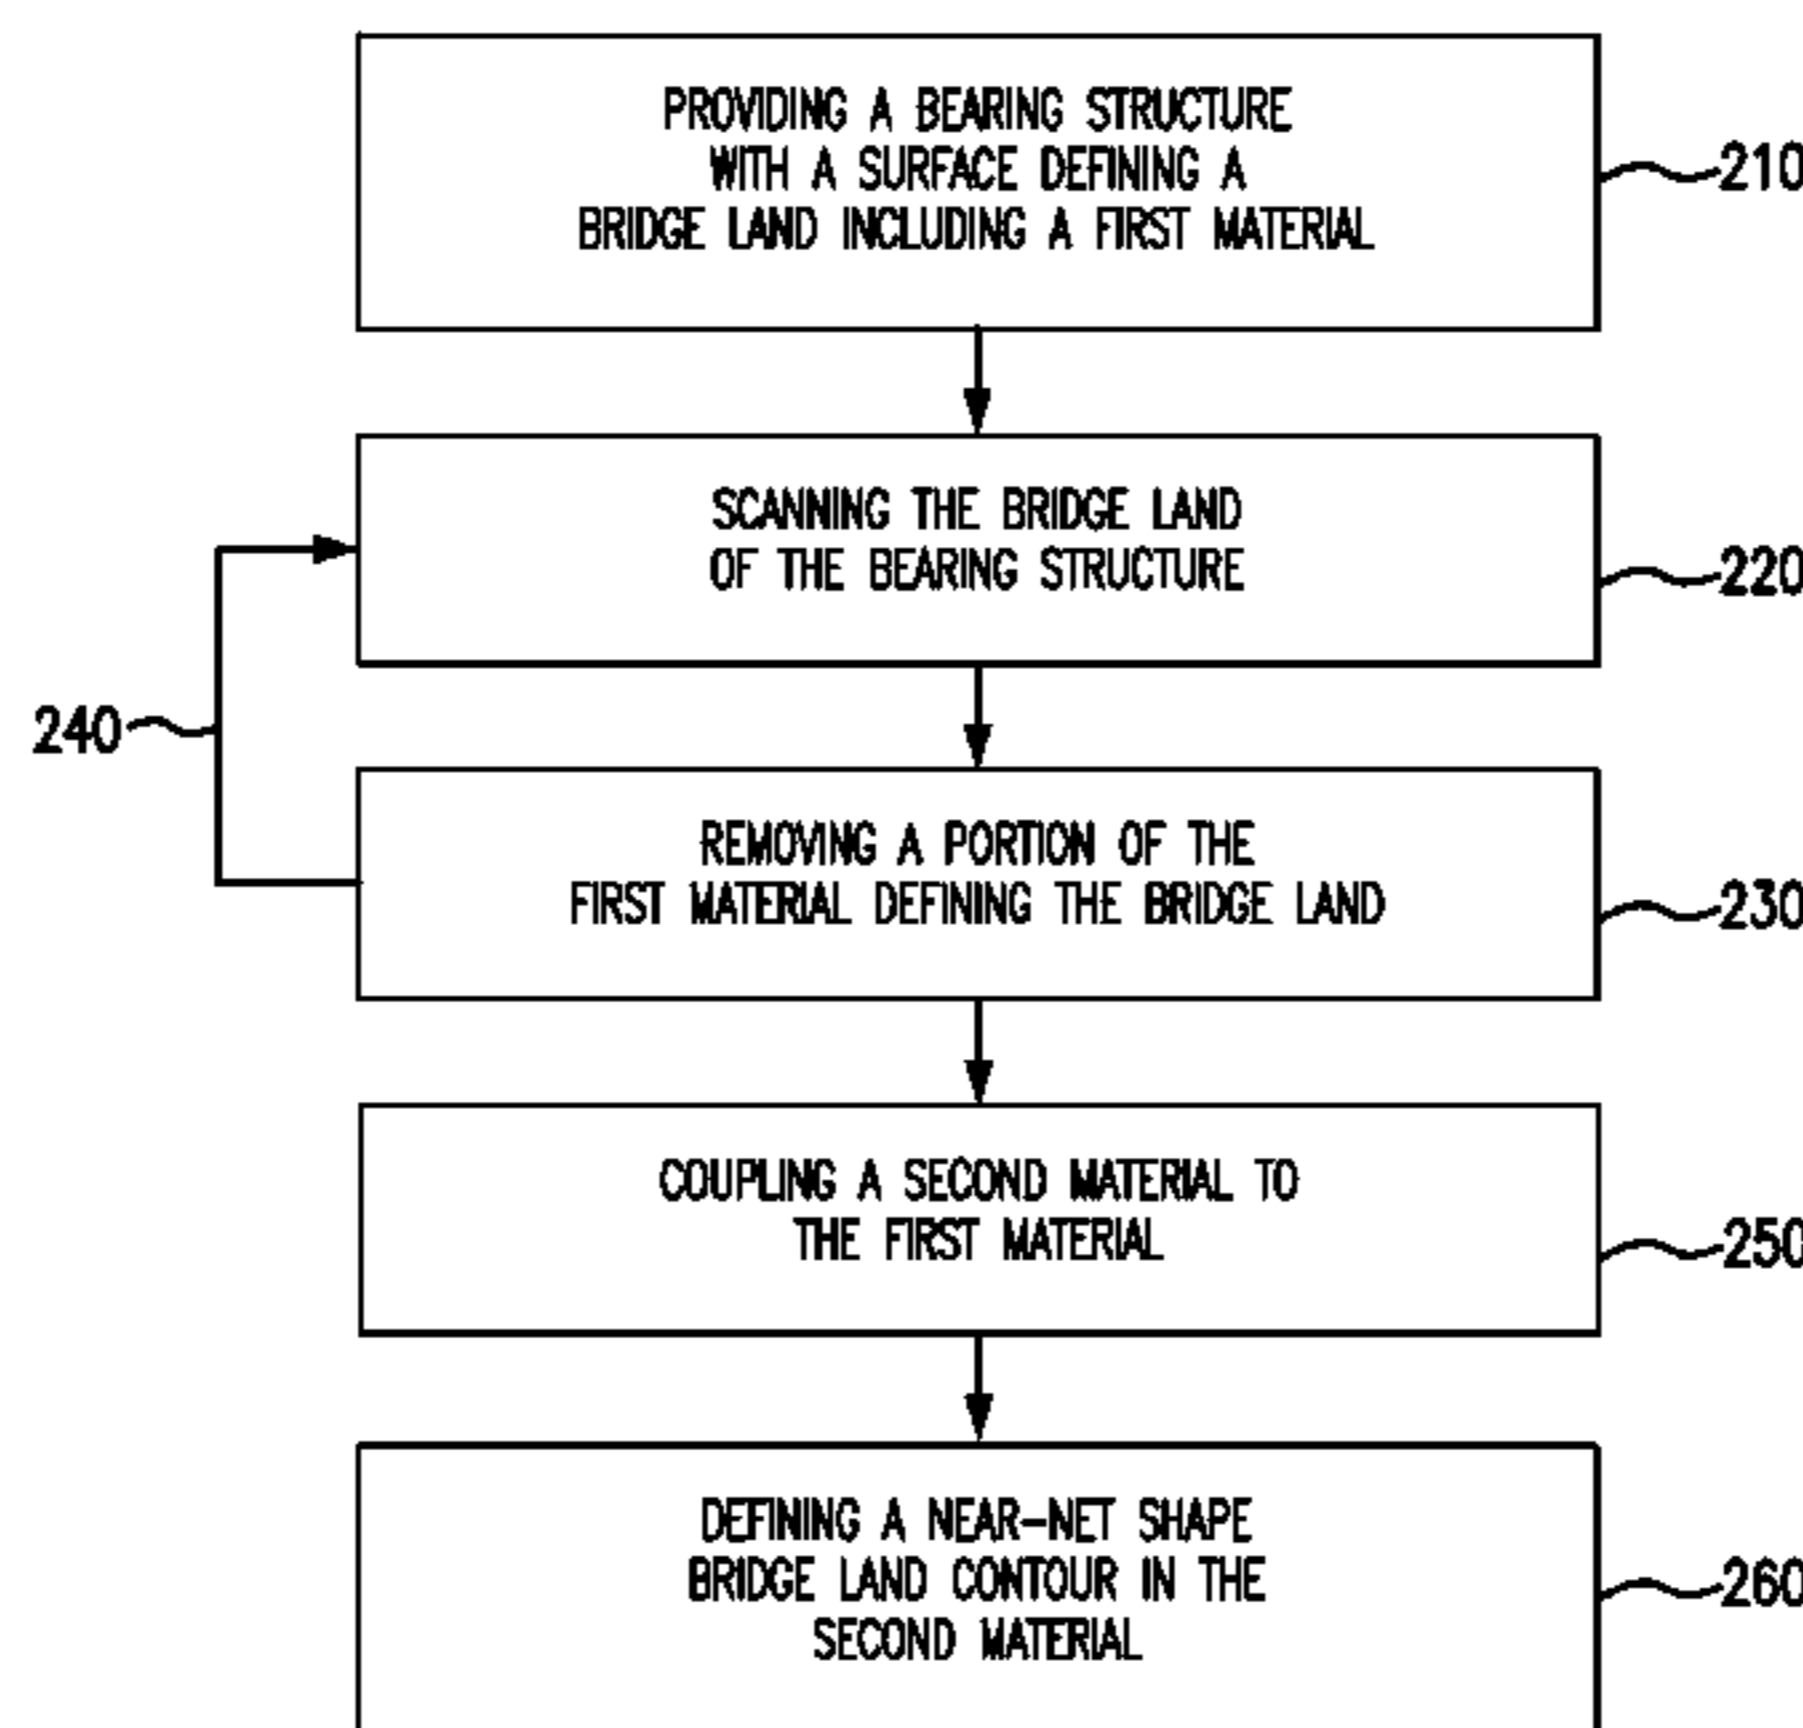 PROVIDING A BEARING STRUCTURE
WITH A SURFACE DEFINING A
BRIDGE LAND INCLUDING A FIRST MATERIAL
210
SCANNING THE BRIDGE LAND
OF THE BEARING STRUCTURE
220
240
REMOVING A PORTION OF THE
FIRST MATERIAL DEFINING THE BRIDGE LAND
230
COUPLING A SECOND MATERIAL TO
THE FIRST MATERIAL
250
DEFINING A NEAR-NET SHAPE
BRIDGE LAND CONTOUR IN THE
SECOND MATERIAL
260